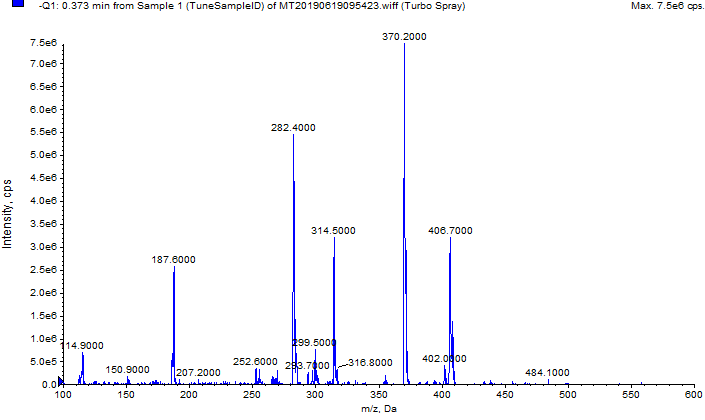 -Q1: 0.373 min from Sample 1 (TuneSampleID) of MT20190619095423.wiff (Turbo Spray)
Max. 7.5e6 cps.
7.5e6
7.0e6
6.5e6
6.0e6
5.5e6
5.0e6
4.5e6
4.0e6
3.5e6
3.0e6
2.5e6
2.0e6
1.5e6
1.0e6
5.0e5
0.0
Intensity, cps
370.2000
282.4000
314.5000
406.7000
187.6000
114.9000
299.5000
150.9000
207.2000
252.6000
293.7000
316.8000
484.1000
100
150
200
250
300
350
400
450
500
550
600
m/z, Da